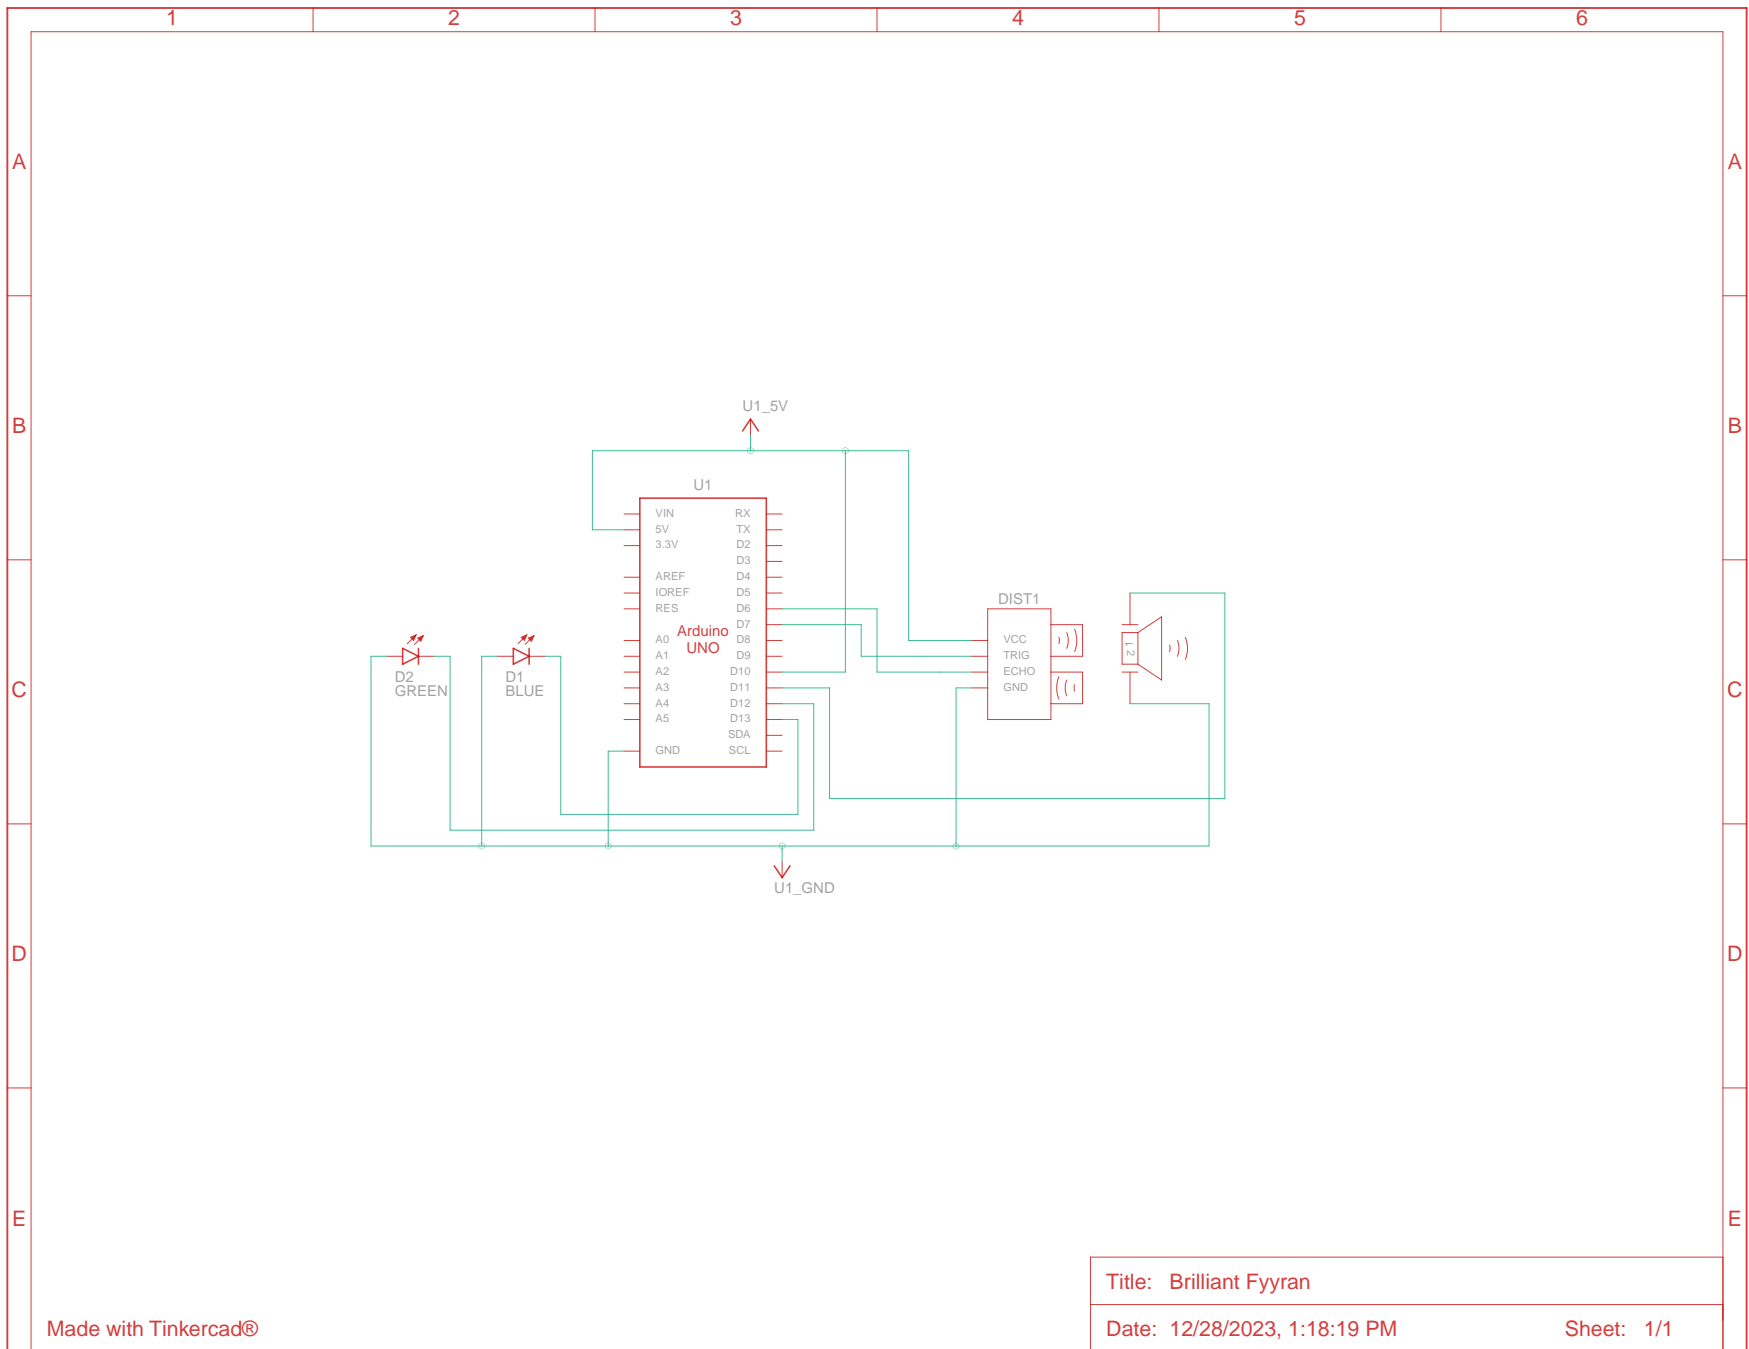 1 2 3 4 5 6
A A
B B
U1_5V
U1
VIN RX
5V TX
3.3V D2
D3
AREF D4
IOREF D5
RES D6
D7
Arduino
UNO
A0 D8
A1 D9
A2 D10
A3 D11
A4 D12
A5 D13
SDA
GND SCL
DIST1
VCC
TRIG
ECHO
GND
1 2
D2
GREEN
D1
BLUE
C C
U1_GND
D D
E E
Title: Brilliant Fyyran
Made with Tinkercad®
Date: 12/28/2023, 1:18:19 PM Sheet: 1/1